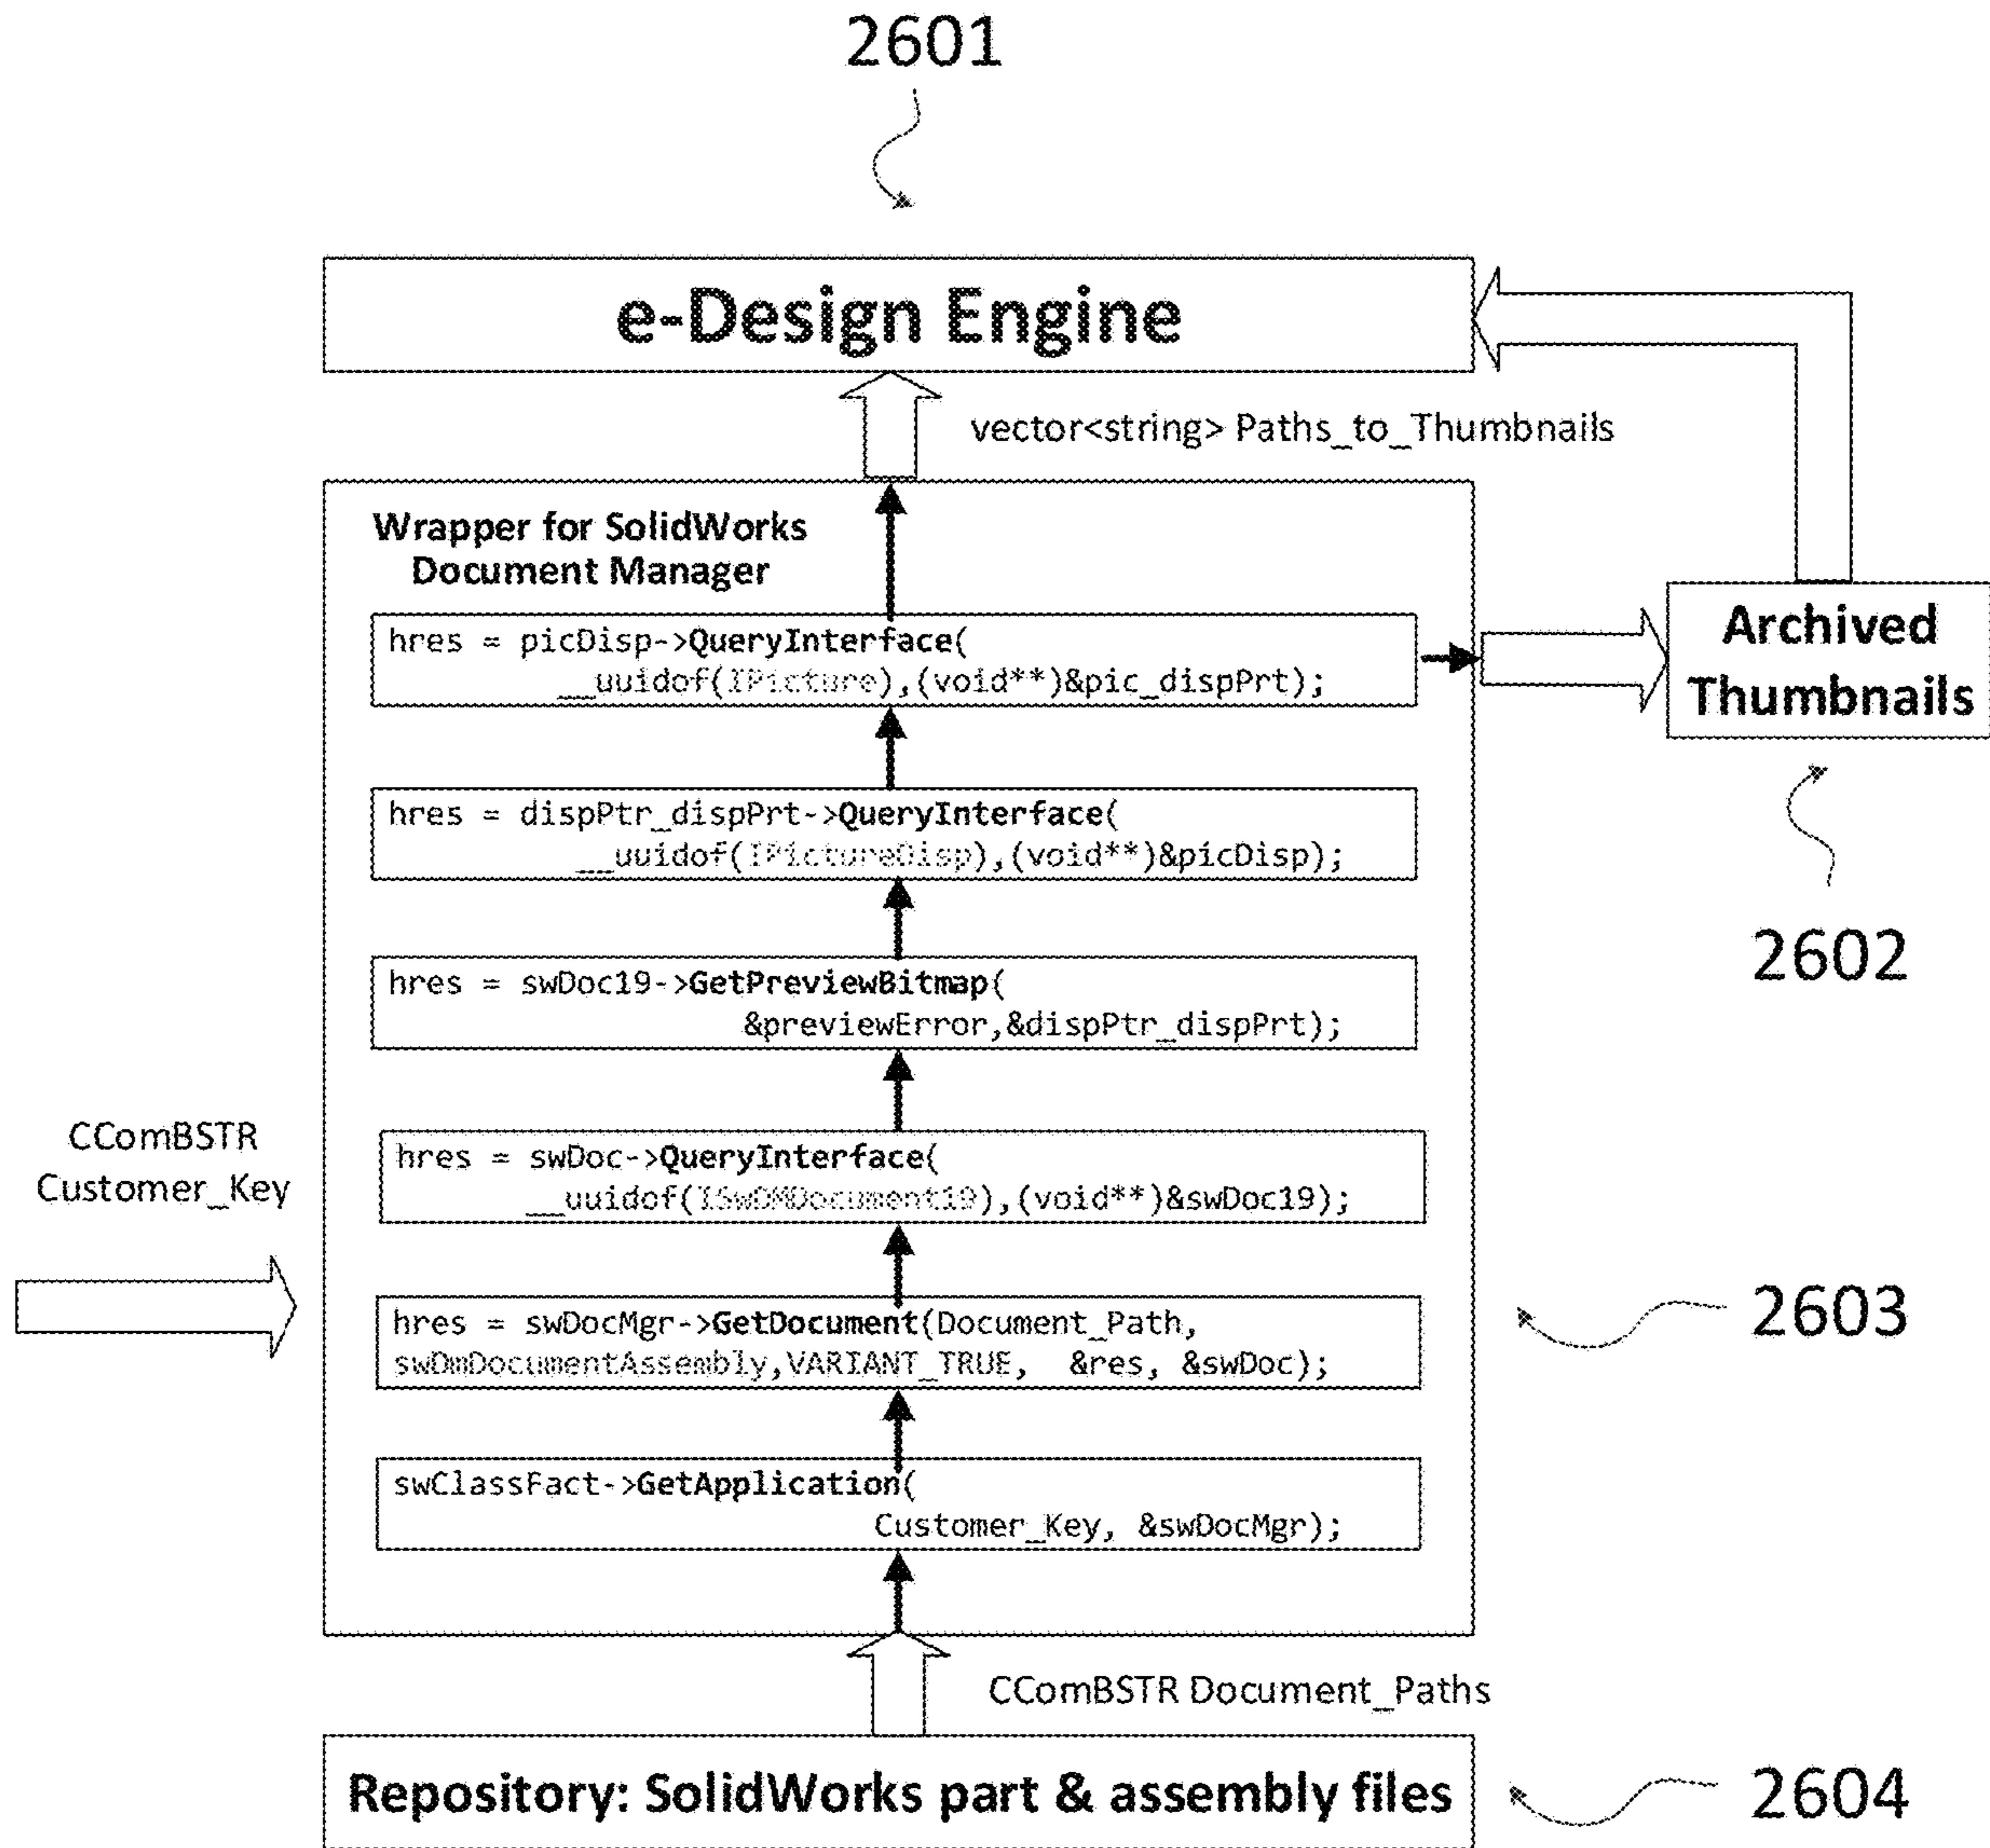 2601
e-Design Engine
vector<string> Paths_to_Thumbnails
Wrapper for SolidWorks
Document Manager
hres = picDisp->QueryInterface(
__uuidof(IPicture),(void**)&pic_dispPrt);
Archived
Thumbnails
hres = dispPtr_dispPrt->QueryInterface(
__uuidof(IPictureDisp),(void**)&picDisp);
2602
hres = swDoc19->GetPreviewBitmap(
&previewError,&dispPtr_dispPrt);
CComBSTR
Customer_Key
hres = swDoc->QueryInterface(
__uuidof(ISwDMDocument19),(void**)&swDoc19);
hres = swDocMgr->GetDocument(Document_Path,
swDmDocumentAssembly,VARIANT_TRUE, &res, &swDoc);
2603
swClassFact->GetApplication(
Customer_Key, &swDocMgr);
CComBSTR Document_Paths
Repository: SolidWorks part & assembly files
2604